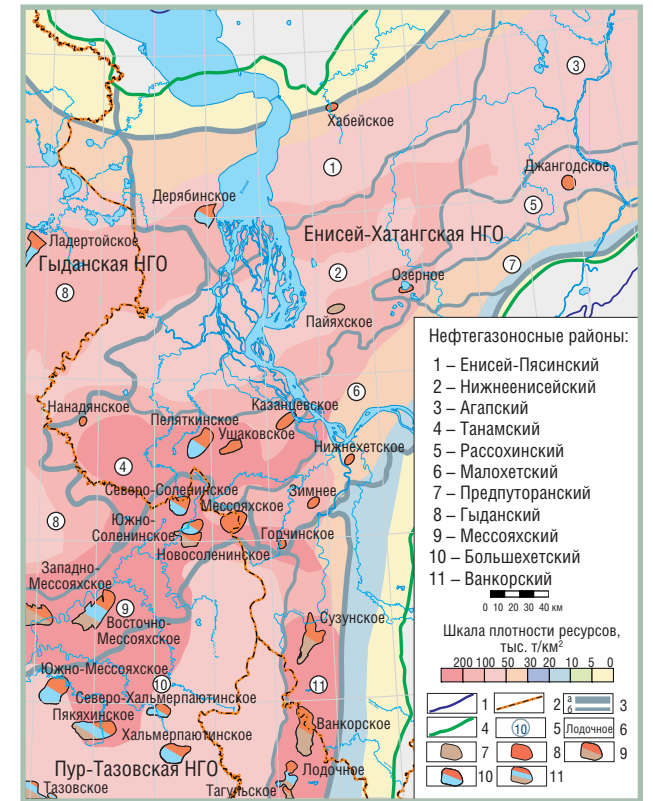 3
Хабейское
1
Джангодское
Дерябинское
5
Енисей-Хатангская НГО
Ладертойское
Гыданская НГО
7
2
Озерное
8
Пайяхское
Нефтегазоносные районы:
1 – Енисей-Пясинский
2 – Нижнеенисейский
3 – Агапский
4 – Танамский
5 – Рассохинский
6 – Малохетский
7 – Предпуторанский
8 – Гыданский
9 – Мессояхский
10 – Большехетский
11 – Ванкорский
0 10 20 30 40 км
Шкала плотности ресурсов,
тыс. т/км²
200 100 50 30 20 10 5 0
1
2
а
б
3
4
10
5
Лодочное
6
7
8
9
10
11
6
Нанадянское
Казанцевское
Пеляткинское
Ушаковское
Нижнехетское
4
Северо-Соленинское
Зимнее
Мессояхское
Южно-
Соленинское
8
Горчинское
Новосоленинское
Западно-
Мессояхское
9
Восточно-
Мессояхское
Сузунское
Южно-Мессояхское
10
11
Северо-Хальмерпаютинское
Пякяхинское
Ванкорское
Хальмерпаютинское
Пур-Тазовская НГО
Лодочное
Тазовское
Тагульское